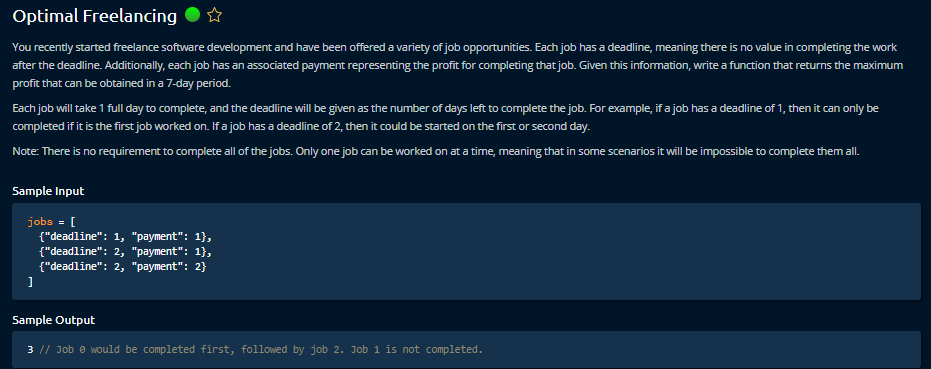 Optimal Freelancing
You recently started freelance software development and have been offered a variety of job opportunities. Each job has a deadline, meaning there is no value in completing the work
after the deadline. Additionally, each job has an associated payment representing the profit for completing that job. Given this information, write a function that returns the maximum
profit that can be obtained in a 7-day period.
Each job will take 1 full day to complete, and the deadline will be given as the number of days left to complete the job. For example, if a job has a deadline of 1, then it can only be
completed if it is the first job worked on. If a job has a deadline of 2, then it could be started on the first or second day.
Note: There is no requirement to complete all of the jobs. Only one job can be worked on at a time, meaning that in some scenarios it will be impossible to complete them all.
Sample Input
jobs = [
{"deadline": 1, "payment": 1},
{"deadline": 2, "payment": 1},
{"deadline": 2, "payment": 2}
]
Sample Output
3 // Job 0 would be completed first, followed by job 2. Job 1 is not completed.